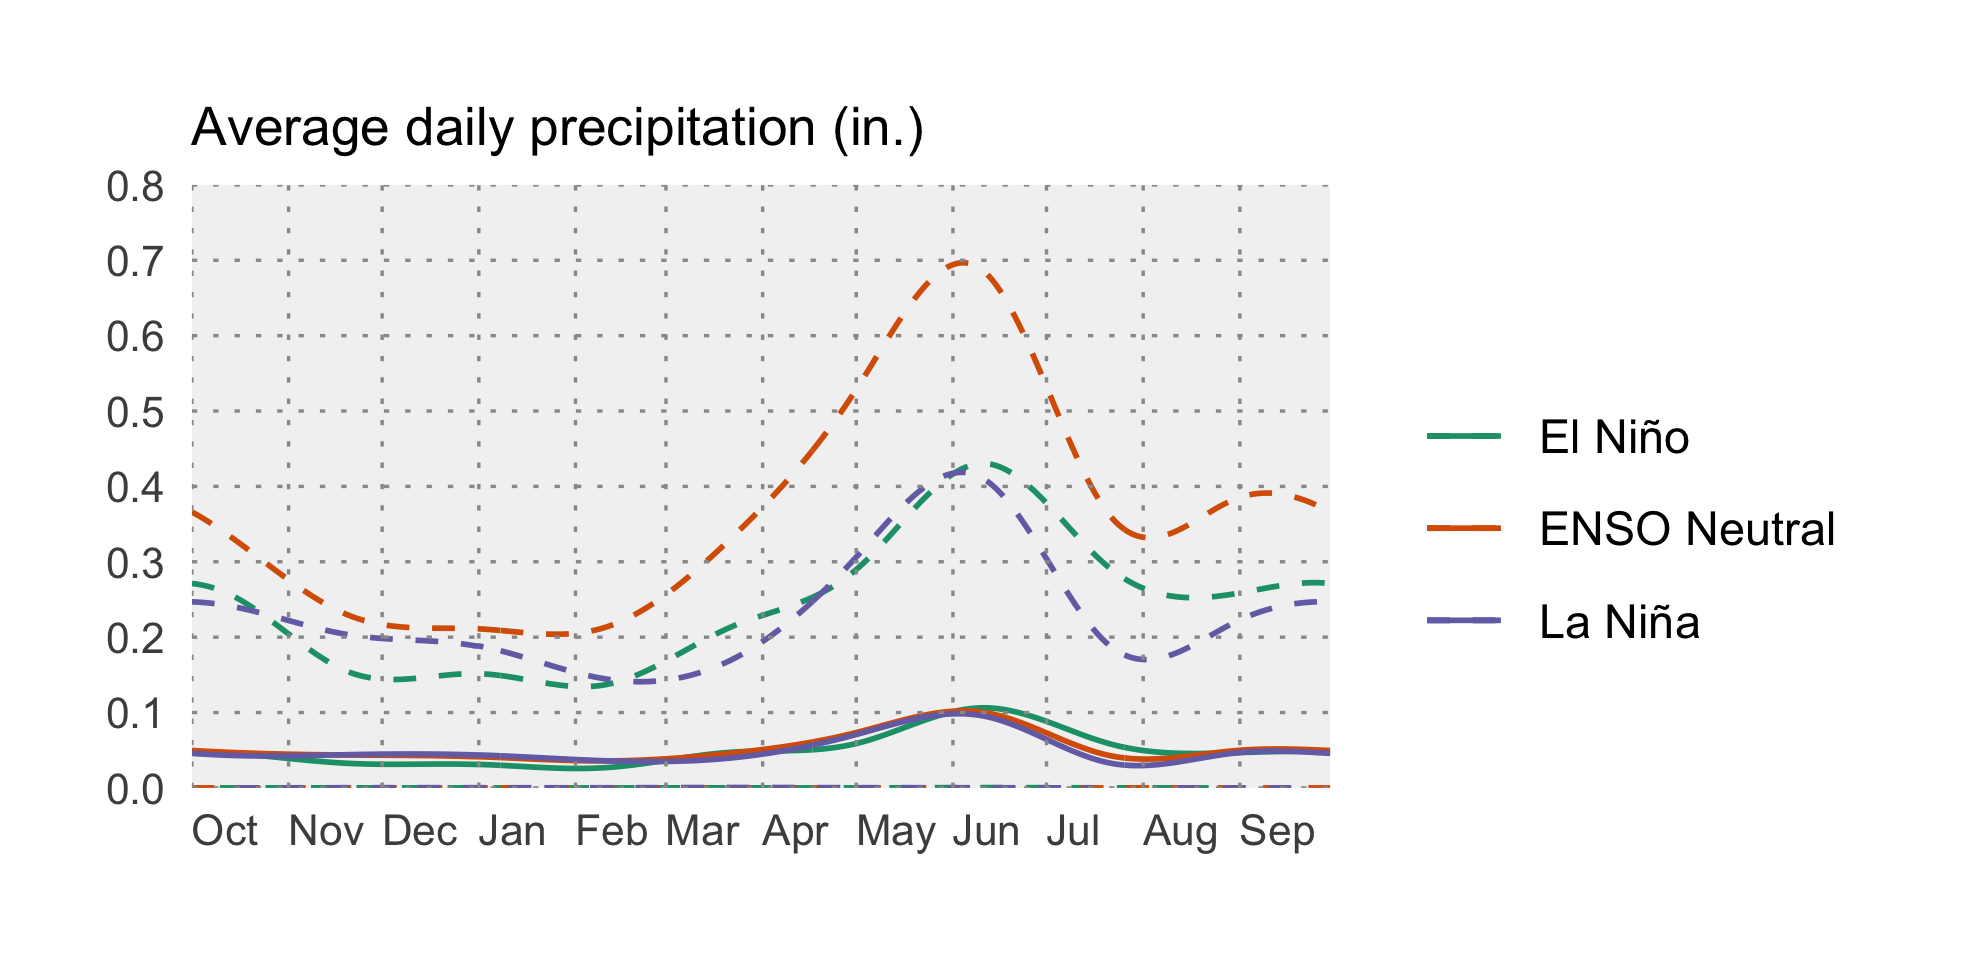 Average daily precipitation (in.)
0.8
0.7
0.6
0.5
0.4
0.3
0.2
0.1
0.0
Oct Nov Dec Jan Feb Mar Apr May Jun Jul Aug Sep
El Niño
ENSO Neutral
La Niña